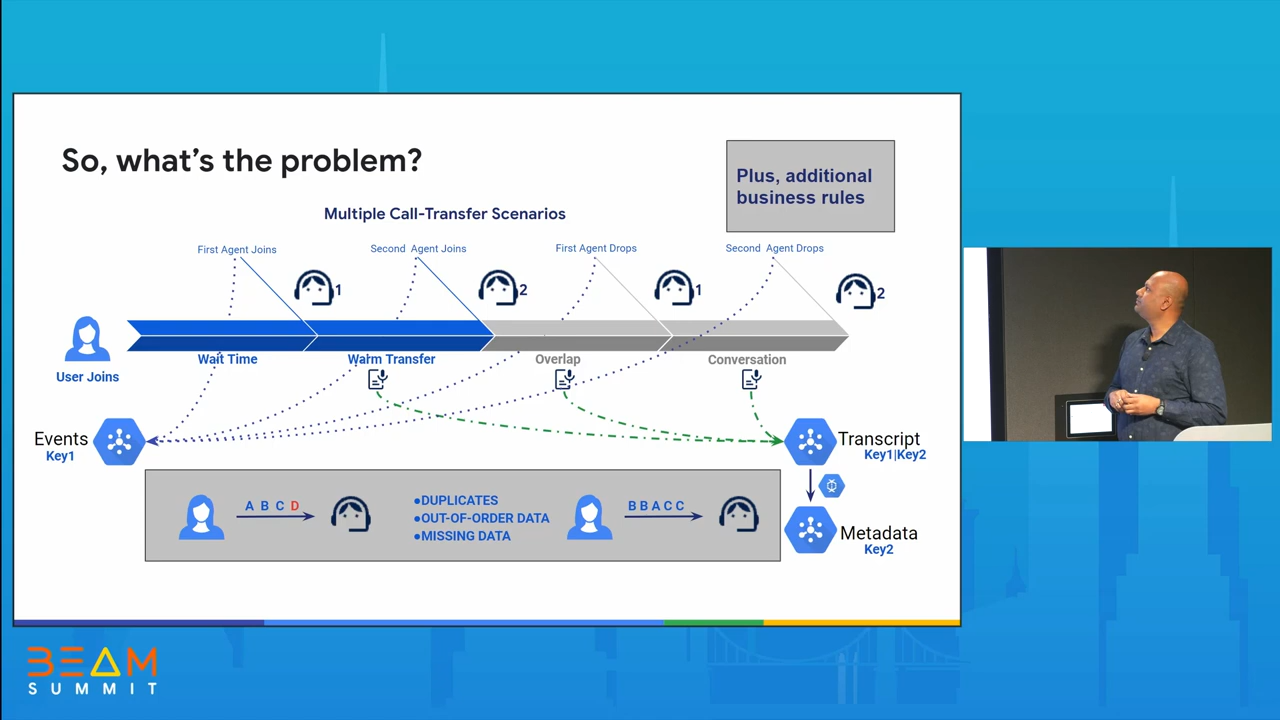 So, what's the problem?
Plus, additional
business rules
Multiple Call-Transfer Scenarios
First Agent Joins
Second Agent Joins
First Agent Drops
Second Agent Drops
1
2
1
2
User Joins
Wait Time
Warm Transfer
Overlap
Conversation
Events
Key1
Transcript
Key1|Key2
A B C D
●DUPLICATES
●OUT-OF-ORDER DATA
●MISSING DATA
B B A C C
Metadata
Key2
BEAM
SUMMIT